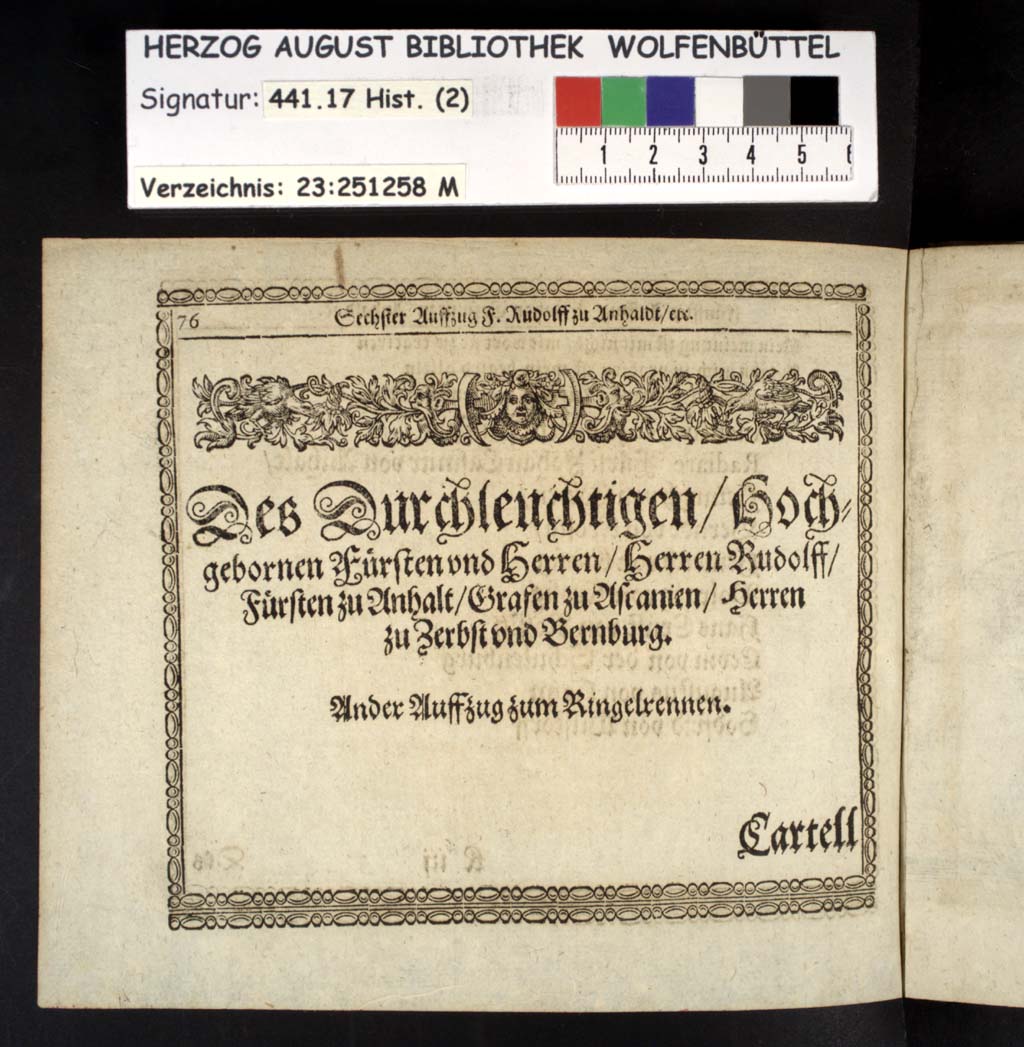 HERZOG AUGUST BIBLIOTHEK WOLFENBÜTTEL
Signatur: 441.17 Hist. (2)
1 2 3 4 5 6
Verzeichnis: 23:251258 M
76 Sechster Auffzug F. Rudolff zu Anhaldt/etc.
Des Durchleuchtigen/Hoch-
gebornen Fürsten vnd Herren/Herren Rudolff/
Fürsten zu Anhalt/Grafen zu Ascanien/Herren
zu Zerbst vnd Bernburg.
Ander Auffzug zum Ringelrennen.
Cartell